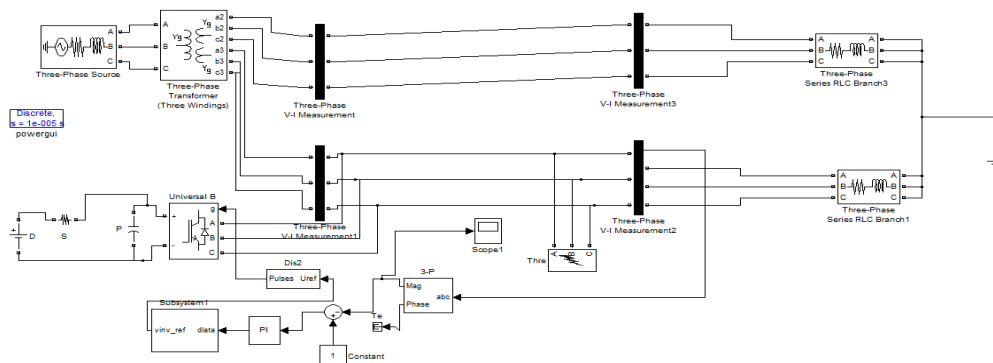 A
B
C
Three-Phase Source
A
B
C
Yg
Yg
Yg
a2
b2
c2
a3
b3
c3
Three-Phase
Transformer
(Three Windings)
Three-Phase
V-I Measurement
Three-Phase
V-I Measurement3
A
B
C
A
B
C
Three-Phase
Series RLC Branch3
Discrete,
s = 1e-005 s
powergui
Three-Phase
V-I Measurement1
Three-Phase
V-I Measurement2
A
B
C
A
B
C
Three-Phase
Series RLC Branch1
Universal B
+
-
g
A
B
C
+
D
S
P
+
Scope1
Thre
A
B
C
Dis2
Pulses Uref
3-P
Mag
Phase
abc
Te
Subsystem1
vinv_ref dlata
PI
+
-
1
Constant